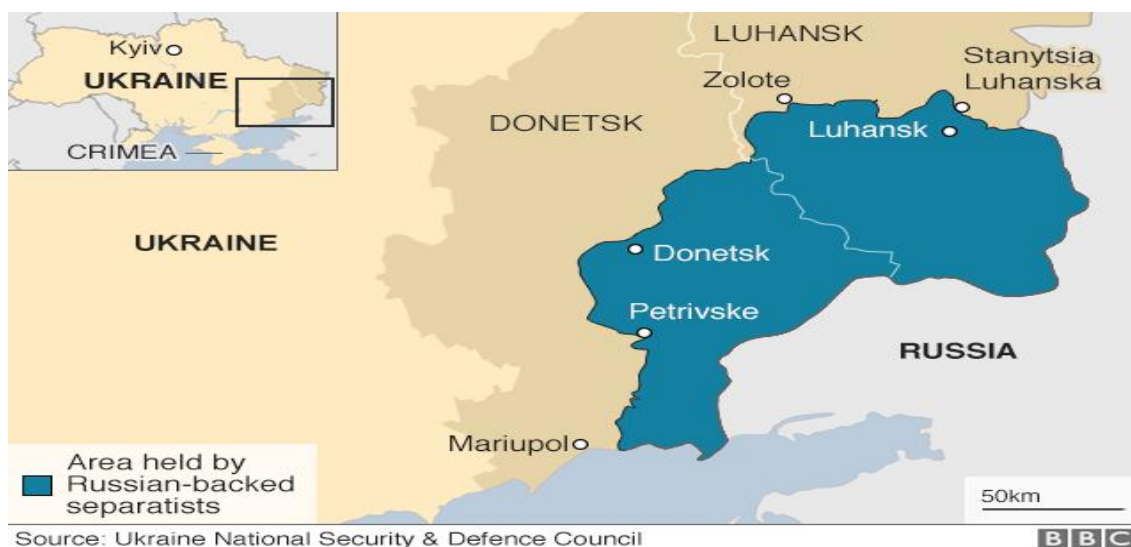 Kyiv
UKRAINE
CRIMEA
LUHANSK
Zolote
Stanytsia
Luhanska
DONETSK
Luhansk
UKRAINE
Donetsk
Petrivske
RUSSIA
Mariupol
Area held by
Russian-backed
separatists
50km
Source: Ukraine National Security & Defence Council
BBC